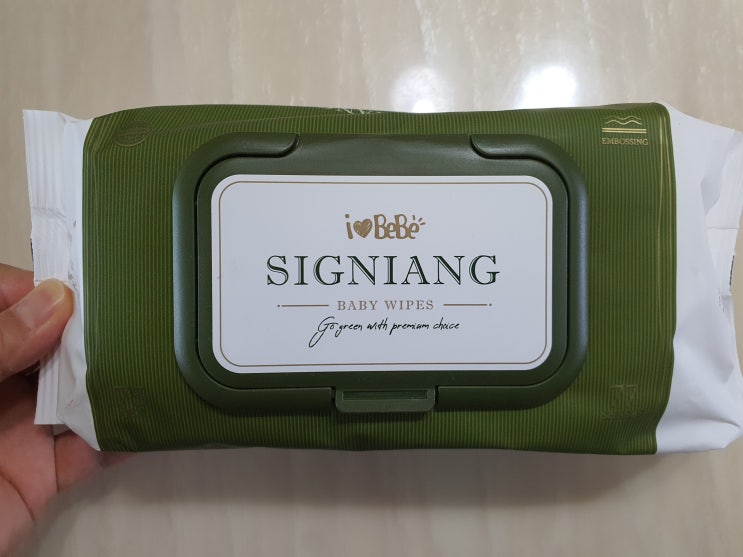 EMBOSSING
i BeBe
SIGNIANG
BABY WIPES
Go green with premium choice